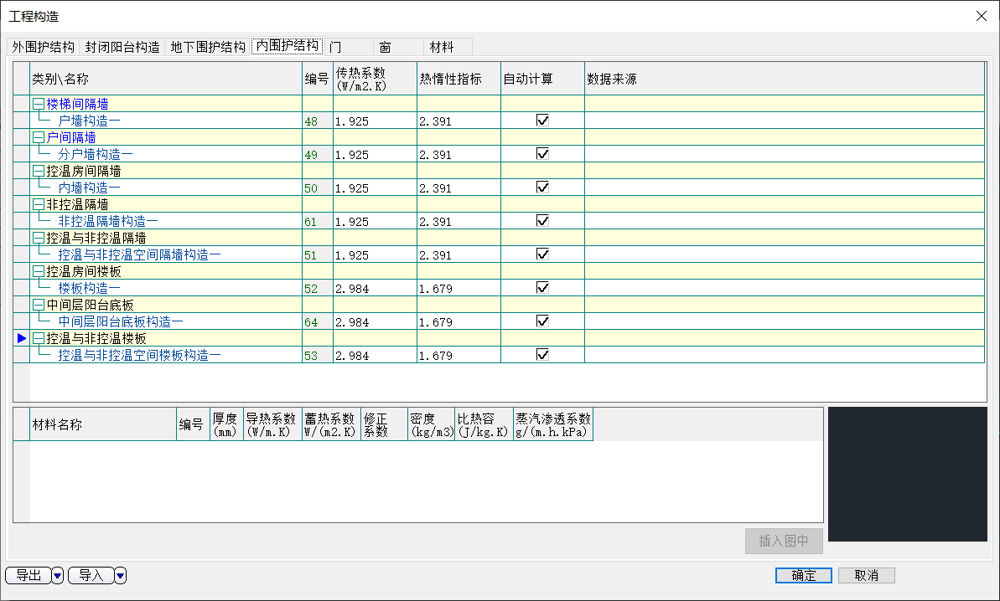 工程构造
外围护结构 封闭阳台构造 地下围护结构 内围护结构 门 窗 材料
类别\名称 编号 传热系数 (W/m2.K) 热惰性指标 自动计算 数据来源
楼梯间隔墙
户墙构造一 48 1.925 2.391
户间隔墙
分户墙构造一 49 1.925 2.391
控温房间隔墙
内墙构造一 50 1.925 2.391
非控温隔墙
非控温隔墙构造一 61 1.925 2.391
控温与非控温隔墙
控温与非控温空间隔墙构造一 51 1.925 2.391
控温房间楼板
楼板构造一 52 2.984 1.679
中间层阳台底板
中间层阳台底板构造一 64 2.984 1.679
控温与非控温楼板
控温与非控温空间楼板构造一 53 2.984 1.679
材料名称 编号 厚度 (mm) 导热系数 (W/m.K) 蓄热系数 W/(m2.K) 修正 系数 密度 (kg/m3) 比热容 (J/kg.K) 蒸汽渗透系数 g/(m.h.kPa)
插入图中
导出 导入 确定 取消